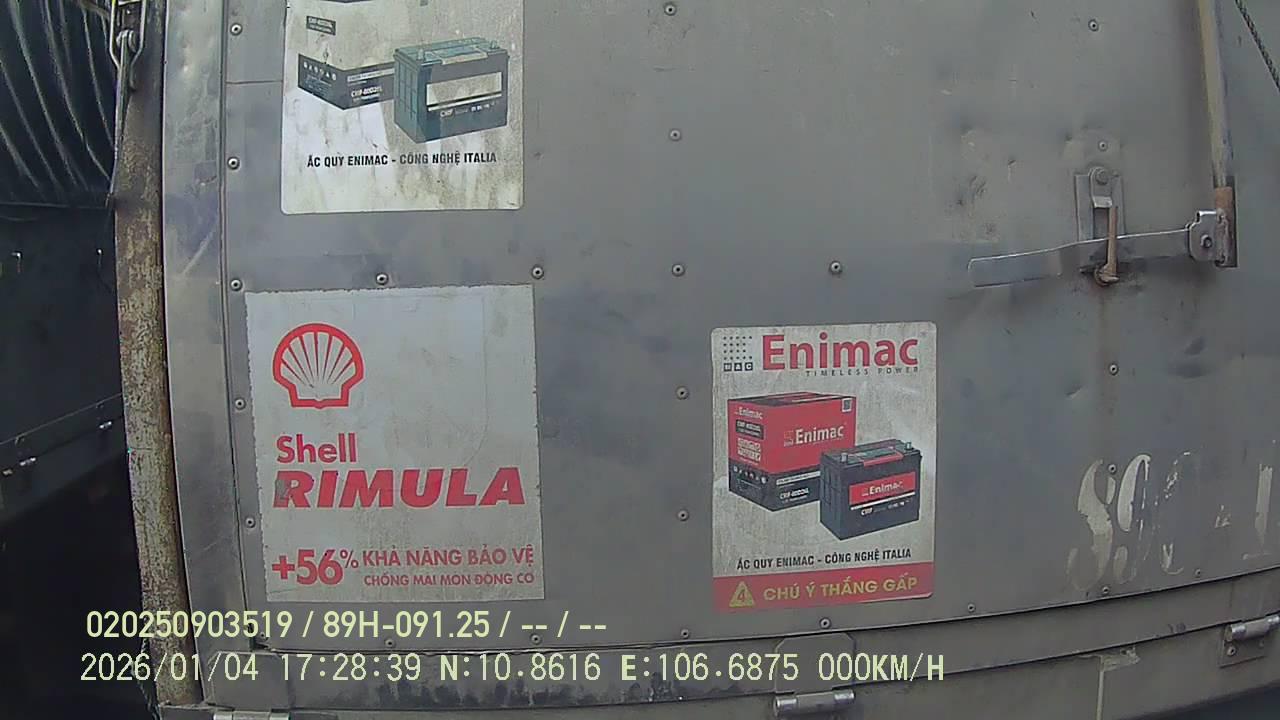 ẮC QUY ENIMAC - CÔNG NGHỆ ITALIA
Shell
RIMULA
+56% KHẢ NĂNG BẢO VỆ
CHỐNG MÀI MÒN ĐỘNG CƠ
MAC
Enimac
TIMELESS POWER
Enimac
Enimac
Enimac
ẮC QUY ENIMAC - CÔNG NGHỆ ITALIA
CHÚ Ý THẮNG GẤP
020250903519 / 89H-091.25 / -- / --
2026/01/04 17:28:39 N:10.8616 E:106.6875 000KM/H